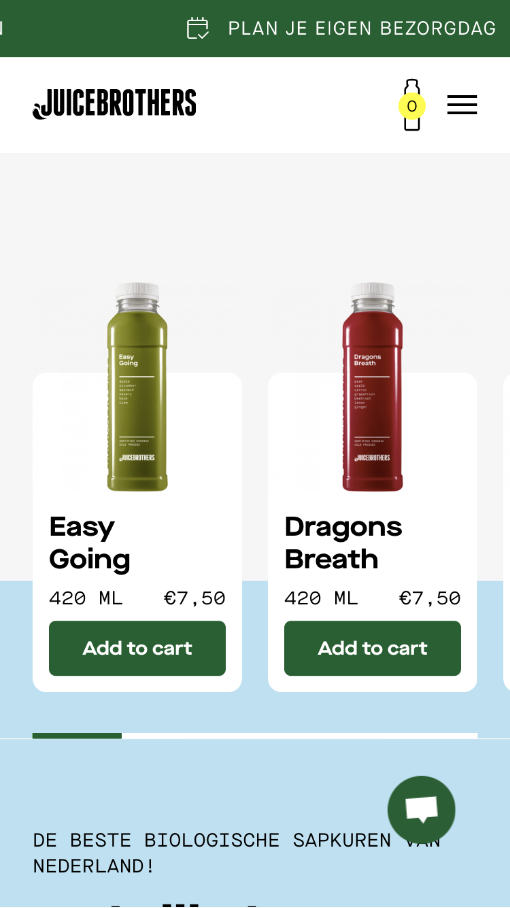 PLAN JE EIGEN BEZORGDAG
JUICEBROTHERS
0
Easy
Going
JUICEBROTHERS
Dragons
Breath
JUICEBROTHERS
Easy
Going
420 ML €7,50
Add to cart
Dragons
Breath
420 ML €7,50
Add to cart
DE BESTE BIOLOGISCHE SAPKUREN VAN
NEDERLAND!